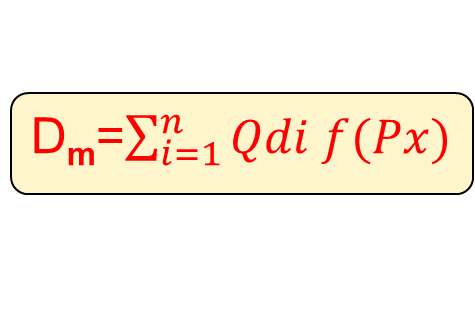 Dₘ=∑ⁿᵢ₌₁ Qdi f(Px)